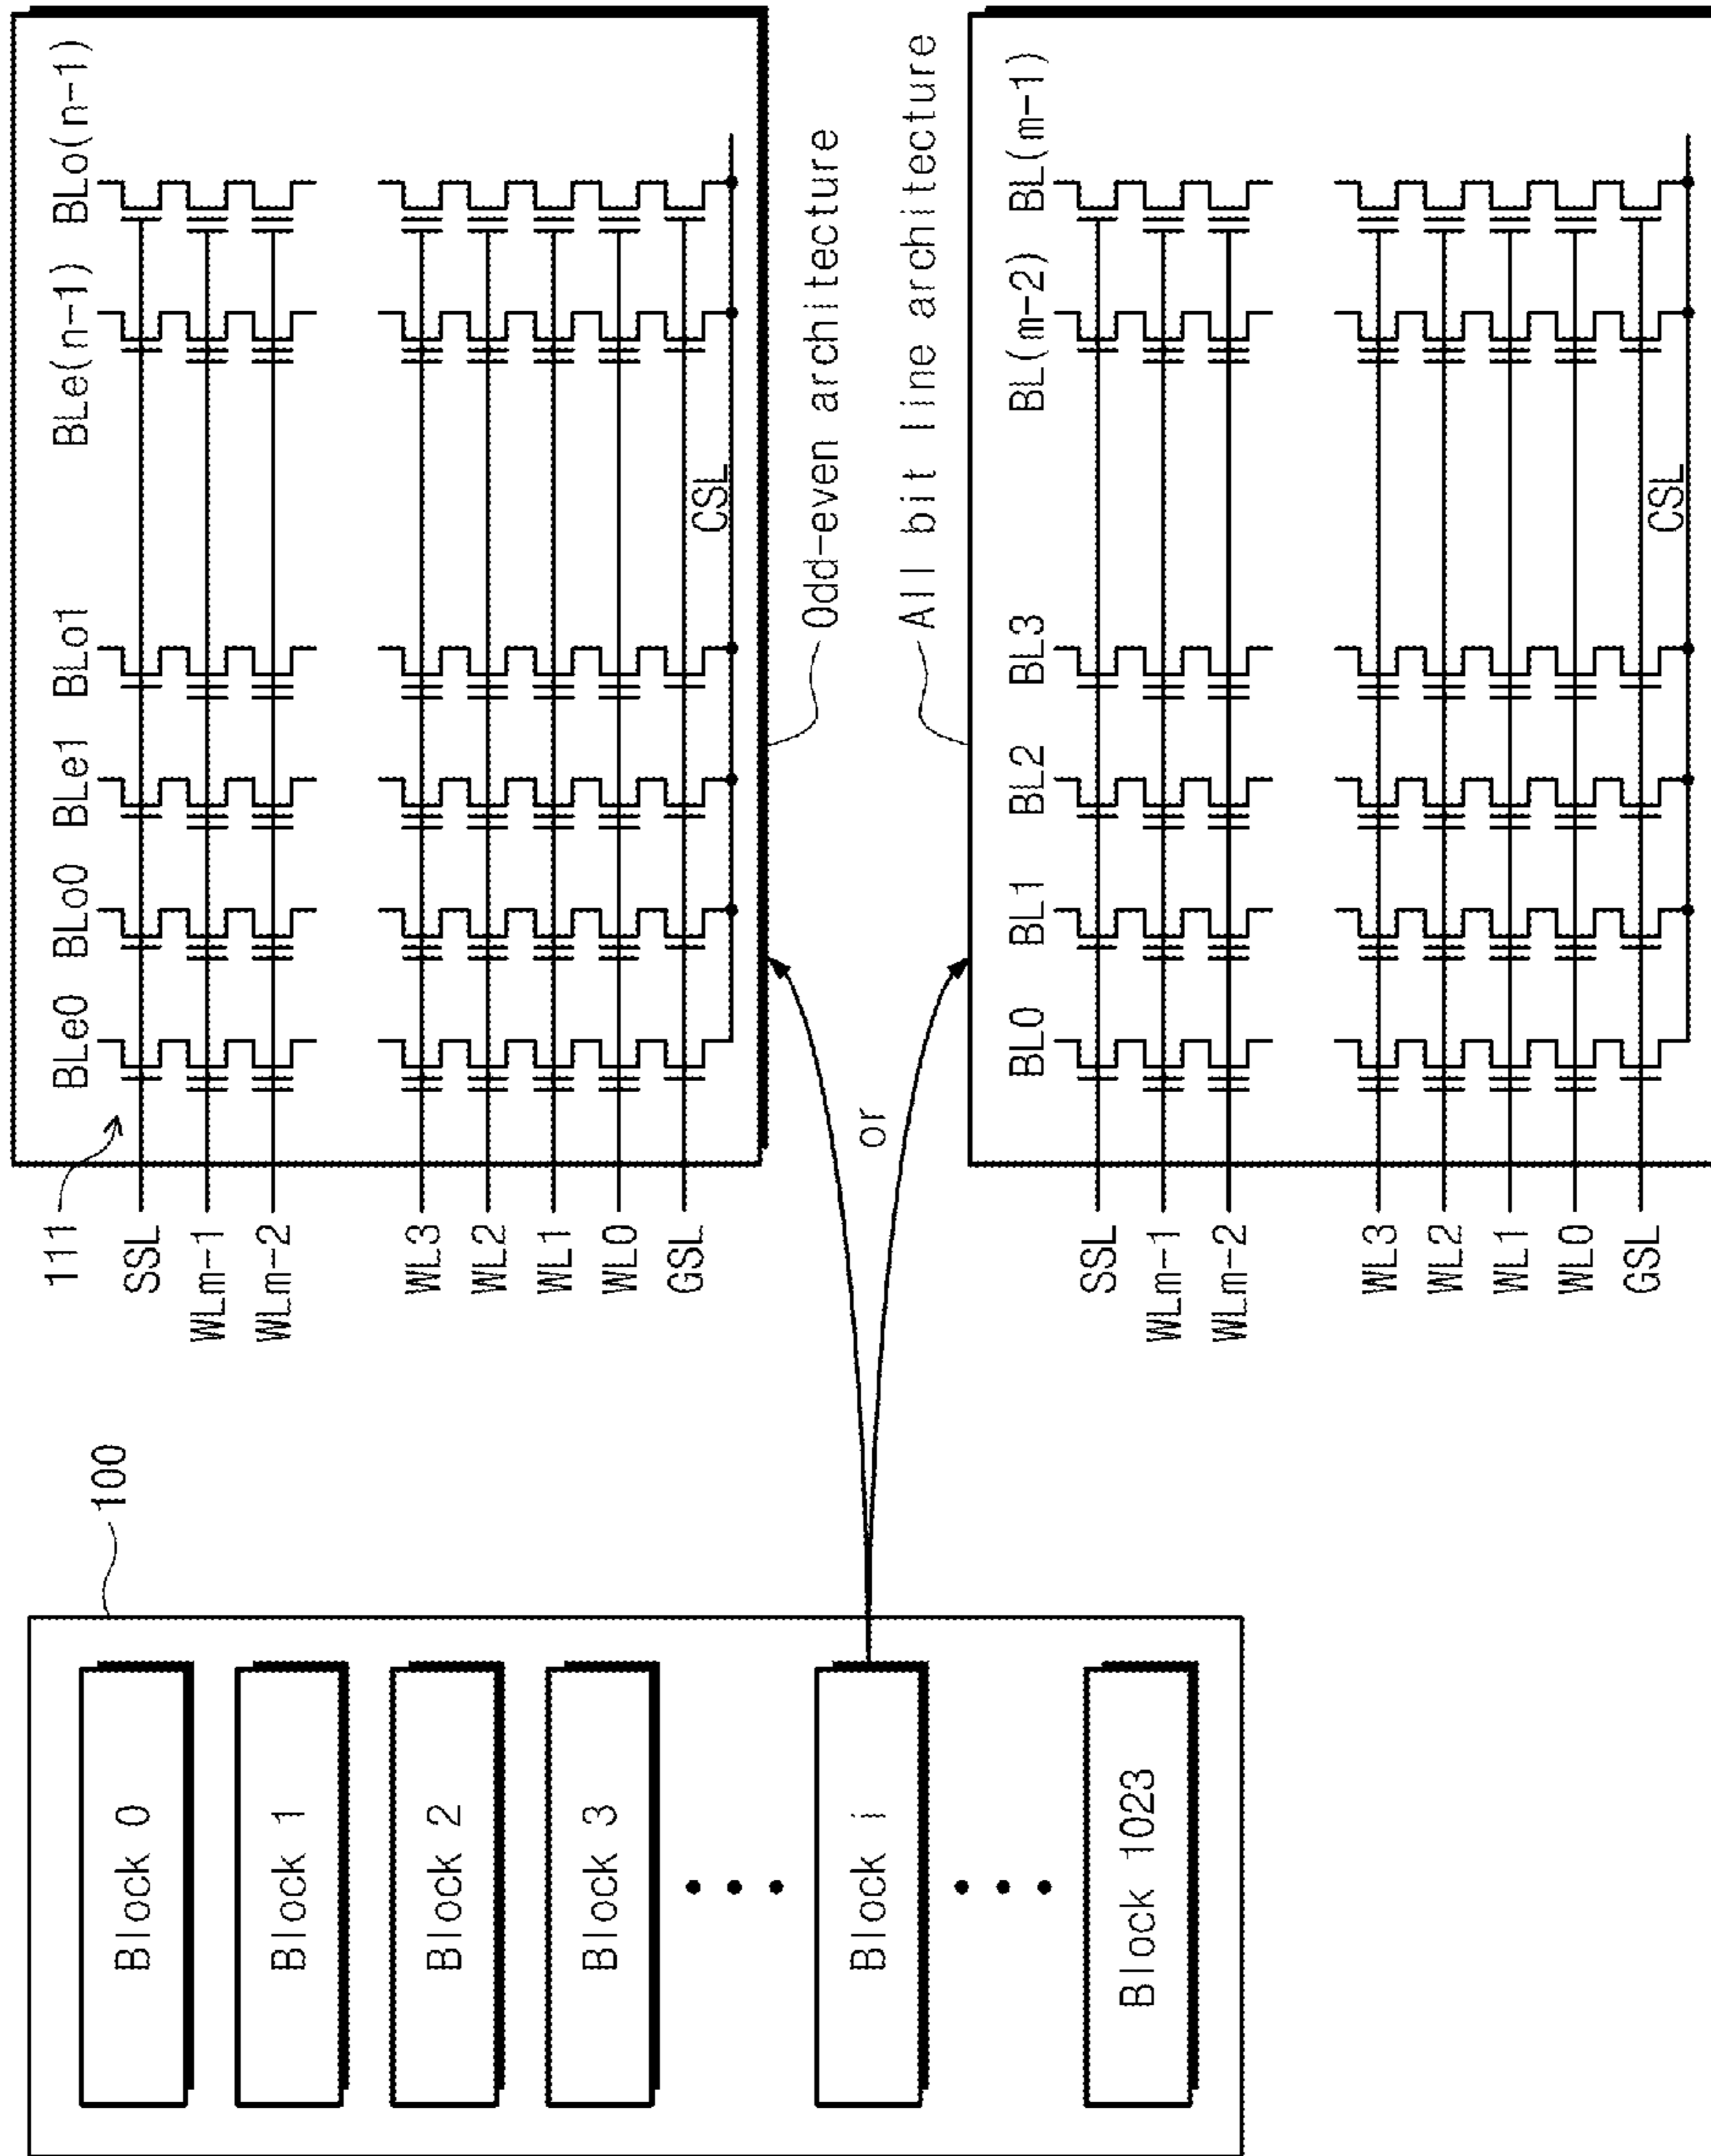 100
Block 0
Block 1
Block 2
Block 3
Block i
Block 1023
or
111
BLe0 BLo0 BLe1 BLo1 BLe(n-1) BLo(n-1)
SSL
WLm-1
WLm-2
WL3
WL2
WL1
WL0
GSL
CSL
Odd-even architecture
All bit line architecture
BL0 BL1 BL2 BL3 BL(m-2) BL(m-1)
SSL
WLm-1
WLm-2
WL3
WL2
WL1
WL0
GSL
CSL